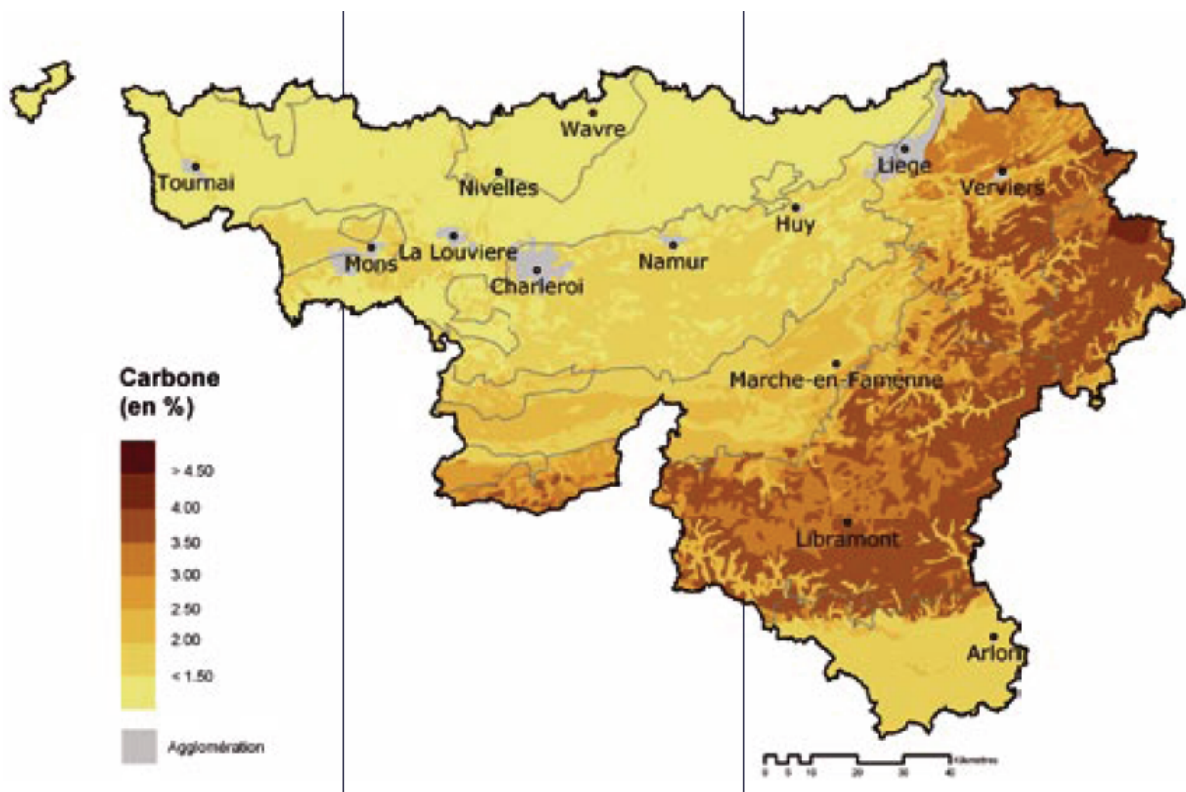 Wavre
Liege
Tournai
Nivelles
Verviers
Huy
La Louviere
Mons
Namur
Charleroi
Marche-en-Famenne
Libramont
Arlon
Carbone
(en %)
> 4.50
4.00
3.50
3.00
2.50
2.00
< 1.50
Agglomération
Kilometres
0 5 10 20 30 40